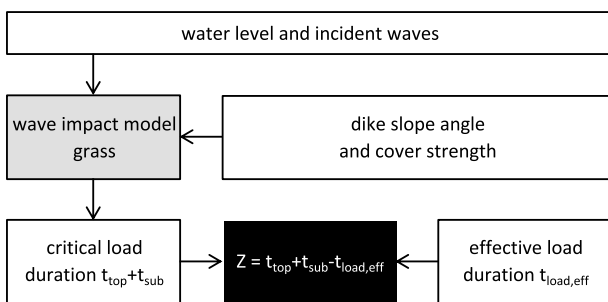 water level and incident waves
wave impact model
grass
dike slope angle
and cover strength
critical load
duration t_top+t_sub
Z = t_top+t_sub-t_load,eff
effective load
duration t_load,eff